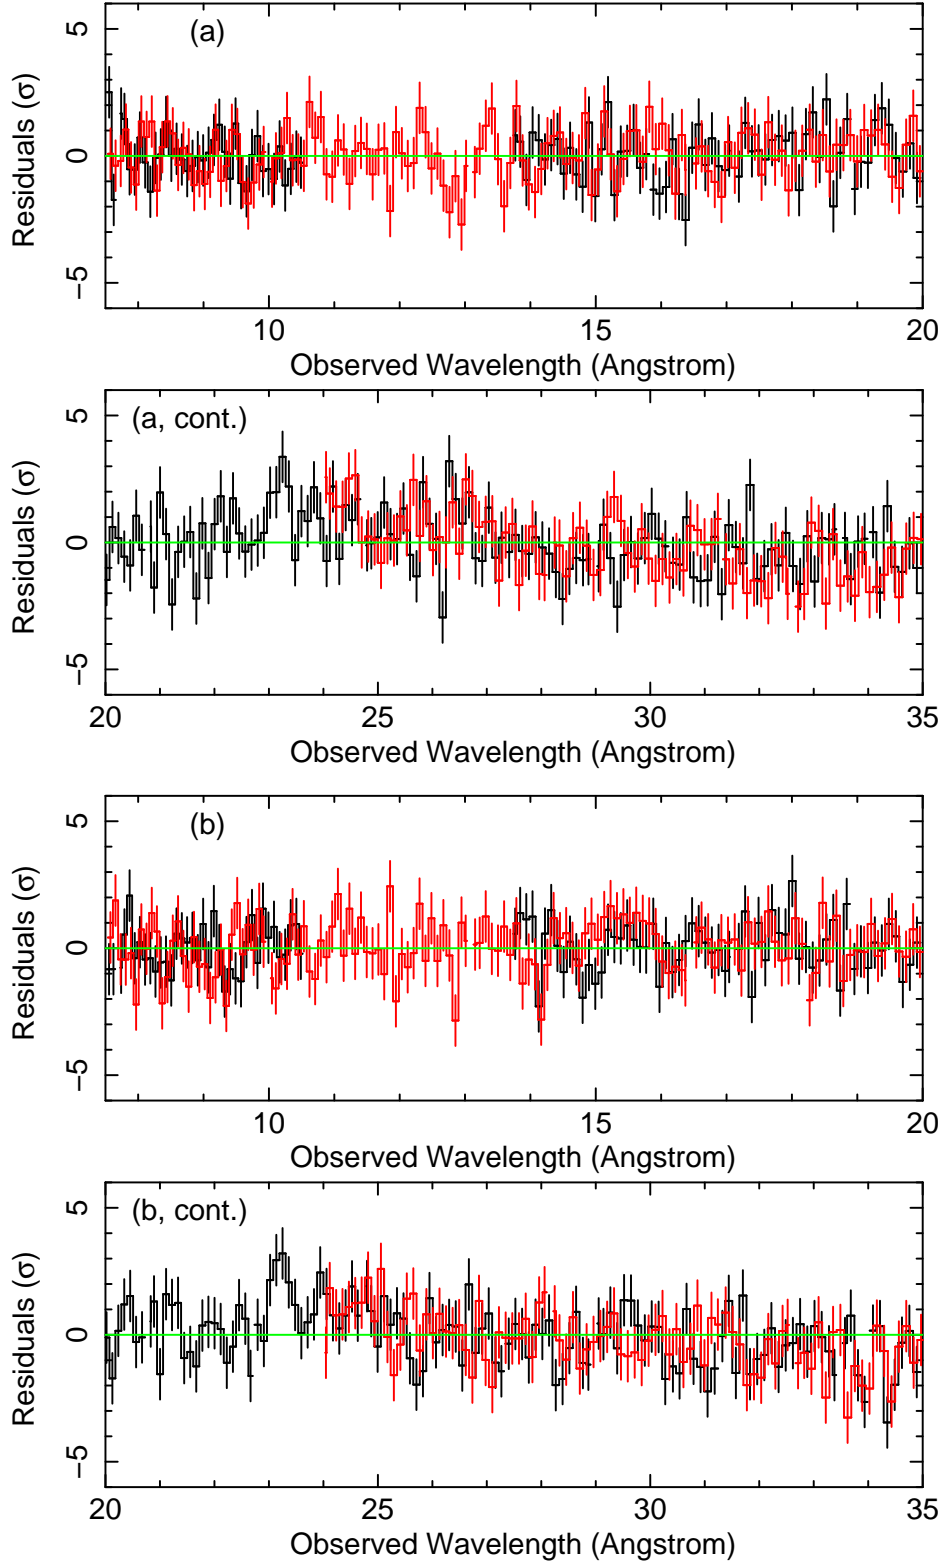 (a)
Residuals (σ)
5
0
−5
10
15
20
Observed Wavelength (Angstrom)
(a, cont.)
Residuals (σ)
5
0
−5
20
25
30
35
Observed Wavelength (Angstrom)
(b)
Residuals (σ)
5
0
−5
10
15
20
Observed Wavelength (Angstrom)
(b, cont.)
Residuals (σ)
5
0
−5
20
25
30
35
Observed Wavelength (Angstrom)